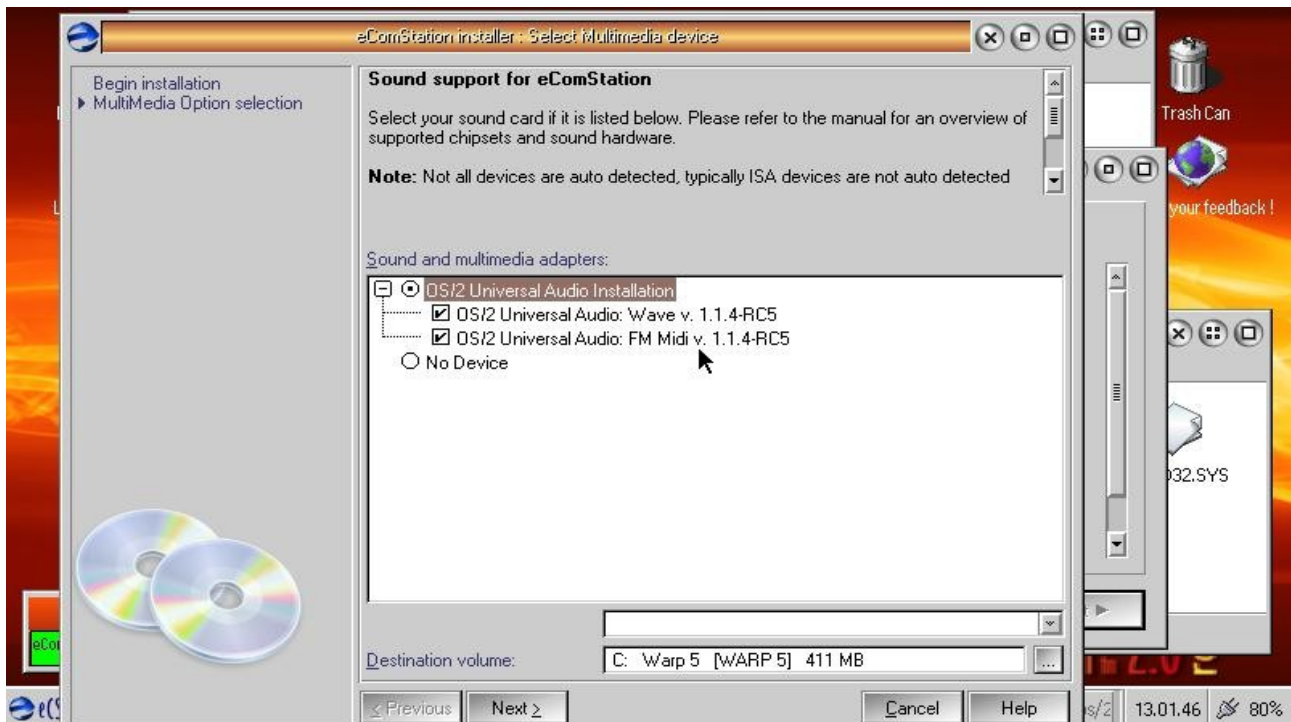 eComStation installer : Select Multimedia device
Begin installation
MultiMedia Option selection
Sound support for eComStation
Select your sound card if it is listed below. Please refer to the manual for an overview of
supported chipsets and sound hardware.
Note: Not all devices are auto detected, typically ISA devices are not auto detected
Sound and multimedia adapters:
OS/2 Universal Audio Installation
OS/2 Universal Audio: Wave v. 1.1.4-RC5
OS/2 Universal Audio: FM Midi v. 1.1.4-RC5
No Device
Destination volume:
C: Warp 5 [WARP 5] 411 MB
...
< Previous
Next >
Cancel
Help
Trash Can
your feedback !
32.SYS
2.0
13.01.46
80%